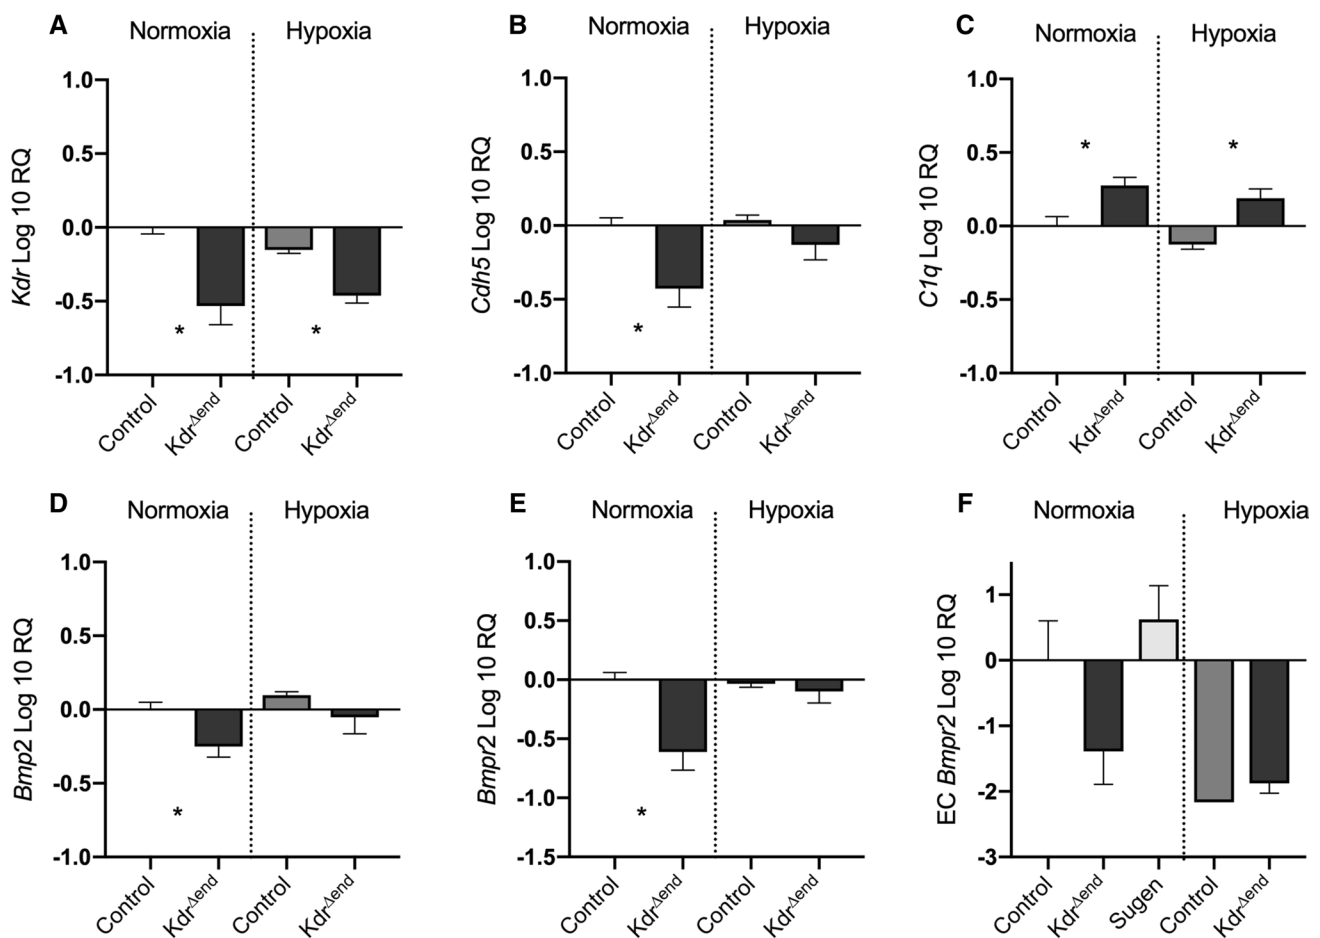 A
Normoxia
Hypoxia
Kdr Log 10 RQ
1.0
0.5
0.0
-0.5
-1.0
*
*
Control
Kdr^Δend
Control
Kdr^Δend
B
Normoxia
Hypoxia
Cdh5 Log 10 RQ
1.0
0.5
0.0
-0.5
-1.0
*
Control
Kdr^Δend
Control
Kdr^Δend
C
Normoxia
Hypoxia
C1q Log 10 RQ
1.0
0.5
0.0
-0.5
-1.0
*
*
Control
Kdr^Δend
Control
Kdr^Δend
D
Normoxia
Hypoxia
Bmp2 Log 10 RQ
1.0
0.5
0.0
-0.5
-1.0
*
Control
Kdr^Δend
Control
Kdr^Δend
E
Normoxia
Hypoxia
Bmpr2 Log 10 RQ
1.0
0.5
0.0
-0.5
-1.0
-1.5
*
Control
Kdr^Δend
Control
Kdr^Δend
F
Normoxia
Hypoxia
EC Bmpr2 Log 10 RQ
1
0
-1
-2
-3
Control
Kdr^Δend
Sugen
Control
Kdr^Δend